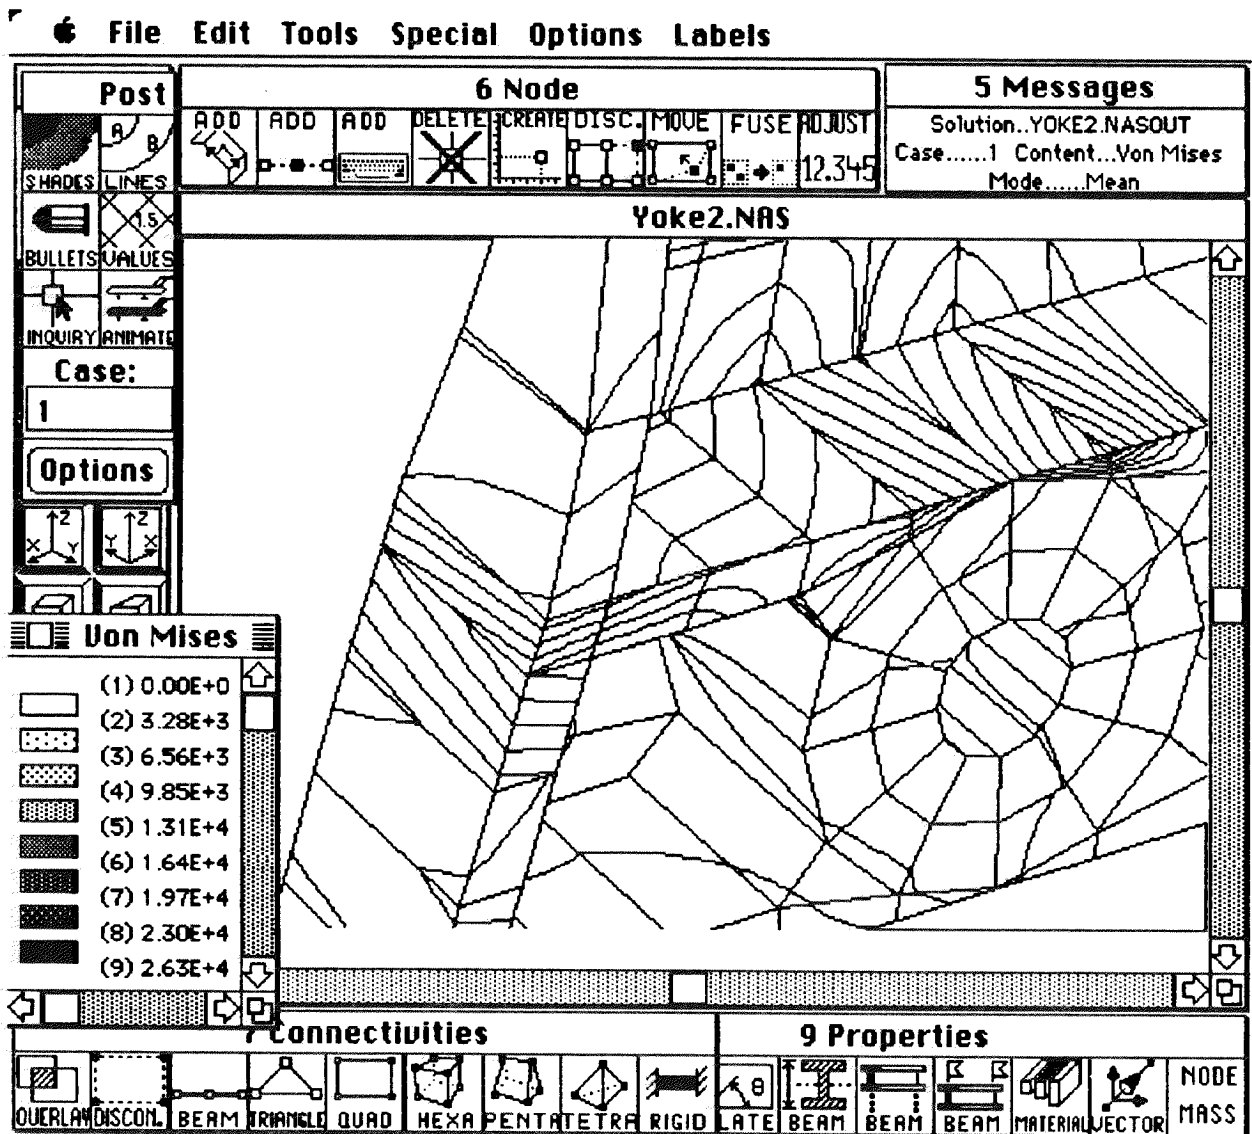 File Edit Tools Special Options Labels
Post
6 Node
5 Messages
ADD ADD ADD DELETE CREATE DISC. MOVE FUSE ADJUST
12.345
Solution..YOKE2.NASOUT
Case......1 Content...Von Mises
Mode......Mean
A B
SHADES LINES
Yoke2.NAS
1.5
BULLETS VALUES
INQUIRY ANIMATE
Case:
1
Options
Z X Y Z Y X
Von Mises
(1) 0.00E+0
(2) 3.28E+3
(3) 6.56E+3
(4) 9.85E+3
(5) 1.31E+4
(6) 1.64E+4
(7) 1.97E+4
(8) 2.30E+4
(9) 2.63E+4
7 Connectivities
9 Properties
θ
OVERLAY DISCON. BEAM TRIANGLE QUAD HEXA PENTA TETRA RIGID LATE BEAM BEAM BEAM MATERIAL VECTOR
NODE
MASS